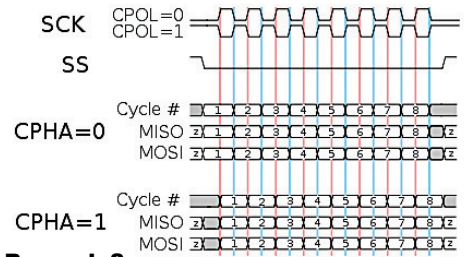 SCK CPOL=0
CPOL=1
SS
Cycle # 1 2 3 4 5 6 7 8
CPHA=0 MISO z 1 2 3 4 5 6 7 8 z
MOSI z 1 2 3 4 5 6 7 8 z
Cycle # 1 2 3 4 5 6 7 8
CPHA=1 MISO z 1 2 3 4 5 6 7 8 z
MOSI z 1 2 3 4 5 6 7 8 z